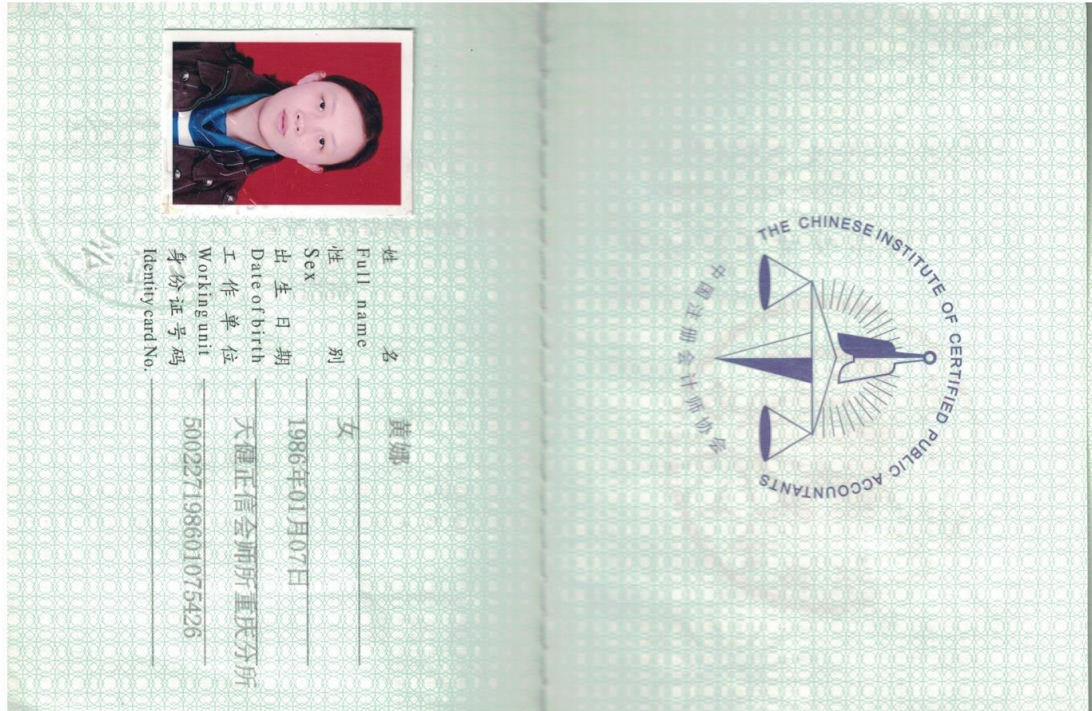 姓名 黄娜
Full name
性别 女
Sex
出生日期 1986年01月07日
Date of birth
工作单位 天健正信会师所重庆分所
Working unit
身份证号码 500227198601075426
Identity card No.
THE CHINESE INSTITUTE OF CERTIFIED PUBLIC ACCOUNTANTS
中国注册会计师协会